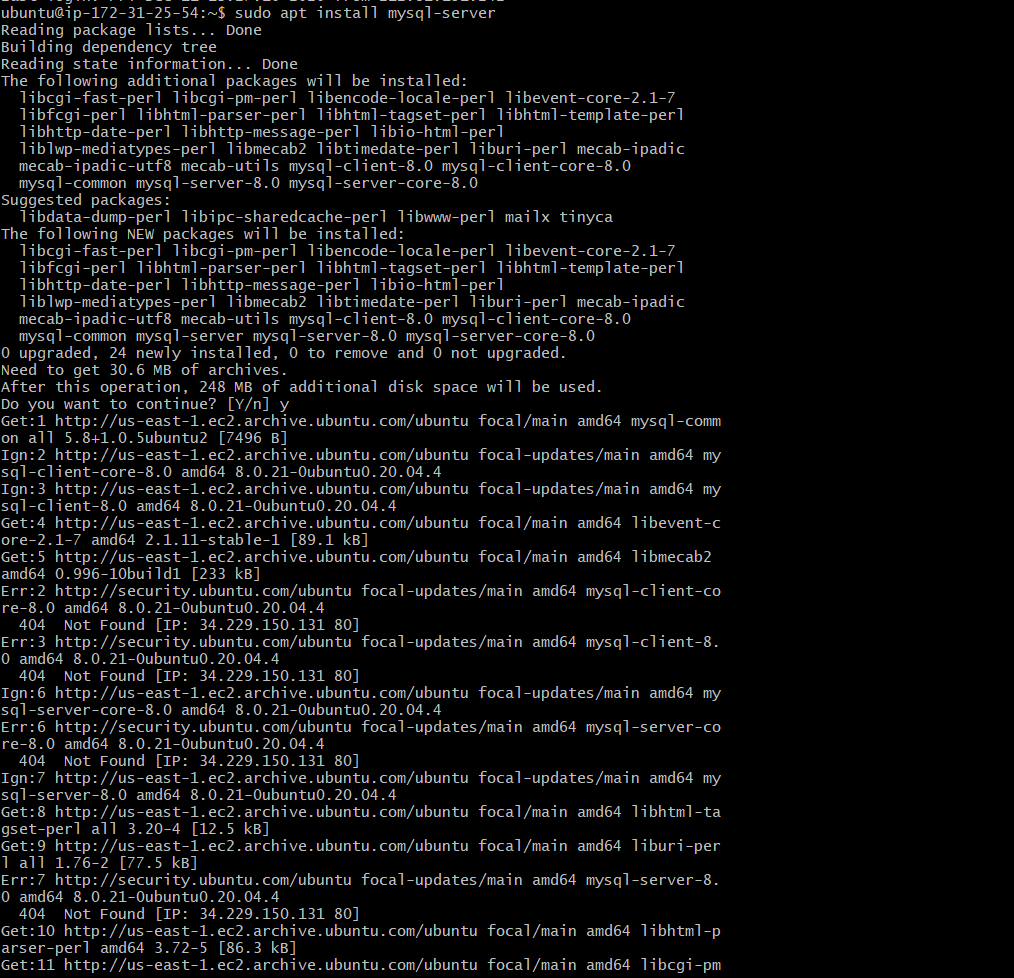 ubuntu@ip-172-31-25-54:~$ sudo apt install mysql-server
Reading package lists... Done
Building dependency tree
Reading state information... Done
The following additional packages will be installed:
  libcgi-fast-perl libcgi-pm-perl libencode-locale-perl libevent-core-2.1-7
  libfcgi-perl libhtml-parser-perl libhtml-tagset-perl libhtml-template-perl
  libhttp-date-perl libhttp-message-perl libio-html-perl
  liblwp-mediatypes-perl libmecab2 libtimedate-perl liburi-perl mecab-ipadic
  mecab-ipadic-utf8 mecab-utils mysql-client-8.0 mysql-client-core-8.0
  mysql-common mysql-server-8.0 mysql-server-core-8.0
Suggested packages:
  libdata-dump-perl libipc-sharedcache-perl libwww-perl mailx tinyca
The following NEW packages will be installed:
  libcgi-fast-perl libcgi-pm-perl libencode-locale-perl libevent-core-2.1-7
  libfcgi-perl libhtml-parser-perl libhtml-tagset-perl libhtml-template-perl
  libhttp-date-perl libhttp-message-perl libio-html-perl
  liblwp-mediatypes-perl libmecab2 libtimedate-perl liburi-perl mecab-ipadic
  mecab-ipadic-utf8 mecab-utils mysql-client-8.0 mysql-client-core-8.0
  mysql-common mysql-server mysql-server-8.0 mysql-server-core-8.0
0 upgraded, 24 newly installed, 0 to remove and 0 not upgraded.
Need to get 30.6 MB of archives.
After this operation, 248 MB of additional disk space will be used.
Do you want to continue? [Y/n] y
Get:1 http://us-east-1.ec2.archive.ubuntu.com/ubuntu focal/main amd64 mysql-comm
on all 5.8+1.0.5ubuntu2 [7496 B]
Ign:2 http://us-east-1.ec2.archive.ubuntu.com/ubuntu focal-updates/main amd64 my
sql-client-core-8.0 amd64 8.0.21-0ubuntu0.20.04.4
Ign:3 http://us-east-1.ec2.archive.ubuntu.com/ubuntu focal-updates/main amd64 my
sql-client-8.0 amd64 8.0.21-0ubuntu0.20.04.4
Get:4 http://us-east-1.ec2.archive.ubuntu.com/ubuntu focal/main amd64 libevent-c
ore-2.1-7 amd64 2.1.11-stable-1 [89.1 kB]
Get:5 http://us-east-1.ec2.archive.ubuntu.com/ubuntu focal/main amd64 libmecab2
amd64 0.996-10build1 [233 kB]
Err:2 http://security.ubuntu.com/ubuntu focal-updates/main amd64 mysql-client-co
re-8.0 amd64 8.0.21-0ubuntu0.20.04.4
  404  Not Found [IP: 34.229.150.131 80]
Err:3 http://security.ubuntu.com/ubuntu focal-updates/main amd64 mysql-client-8.
0 amd64 8.0.21-0ubuntu0.20.04.4
  404  Not Found [IP: 34.229.150.131 80]
Ign:6 http://us-east-1.ec2.archive.ubuntu.com/ubuntu focal-updates/main amd64 my
sql-server-core-8.0 amd64 8.0.21-0ubuntu0.20.04.4
Err:6 http://security.ubuntu.com/ubuntu focal-updates/main amd64 mysql-server-co
re-8.0 amd64 8.0.21-0ubuntu0.20.04.4
  404  Not Found [IP: 34.229.150.131 80]
Ign:7 http://us-east-1.ec2.archive.ubuntu.com/ubuntu focal-updates/main amd64 my
sql-server-8.0 amd64 8.0.21-0ubuntu0.20.04.4
Get:8 http://us-east-1.ec2.archive.ubuntu.com/ubuntu focal/main amd64 libhtml-ta
gset-perl all 3.20-4 [12.5 kB]
Get:9 http://us-east-1.ec2.archive.ubuntu.com/ubuntu focal/main amd64 liburi-per
l all 1.76-2 [77.5 kB]
Err:7 http://security.ubuntu.com/ubuntu focal-updates/main amd64 mysql-server-8.
0 amd64 8.0.21-0ubuntu0.20.04.4
  404  Not Found [IP: 34.229.150.131 80]
Get:10 http://us-east-1.ec2.archive.ubuntu.com/ubuntu focal/main amd64 libhtml-p
arser-perl amd64 3.72-5 [86.3 kB]
Get:11 http://us-east-1.ec2.archive.ubuntu.com/ubuntu focal/main amd64 libcgi-pm